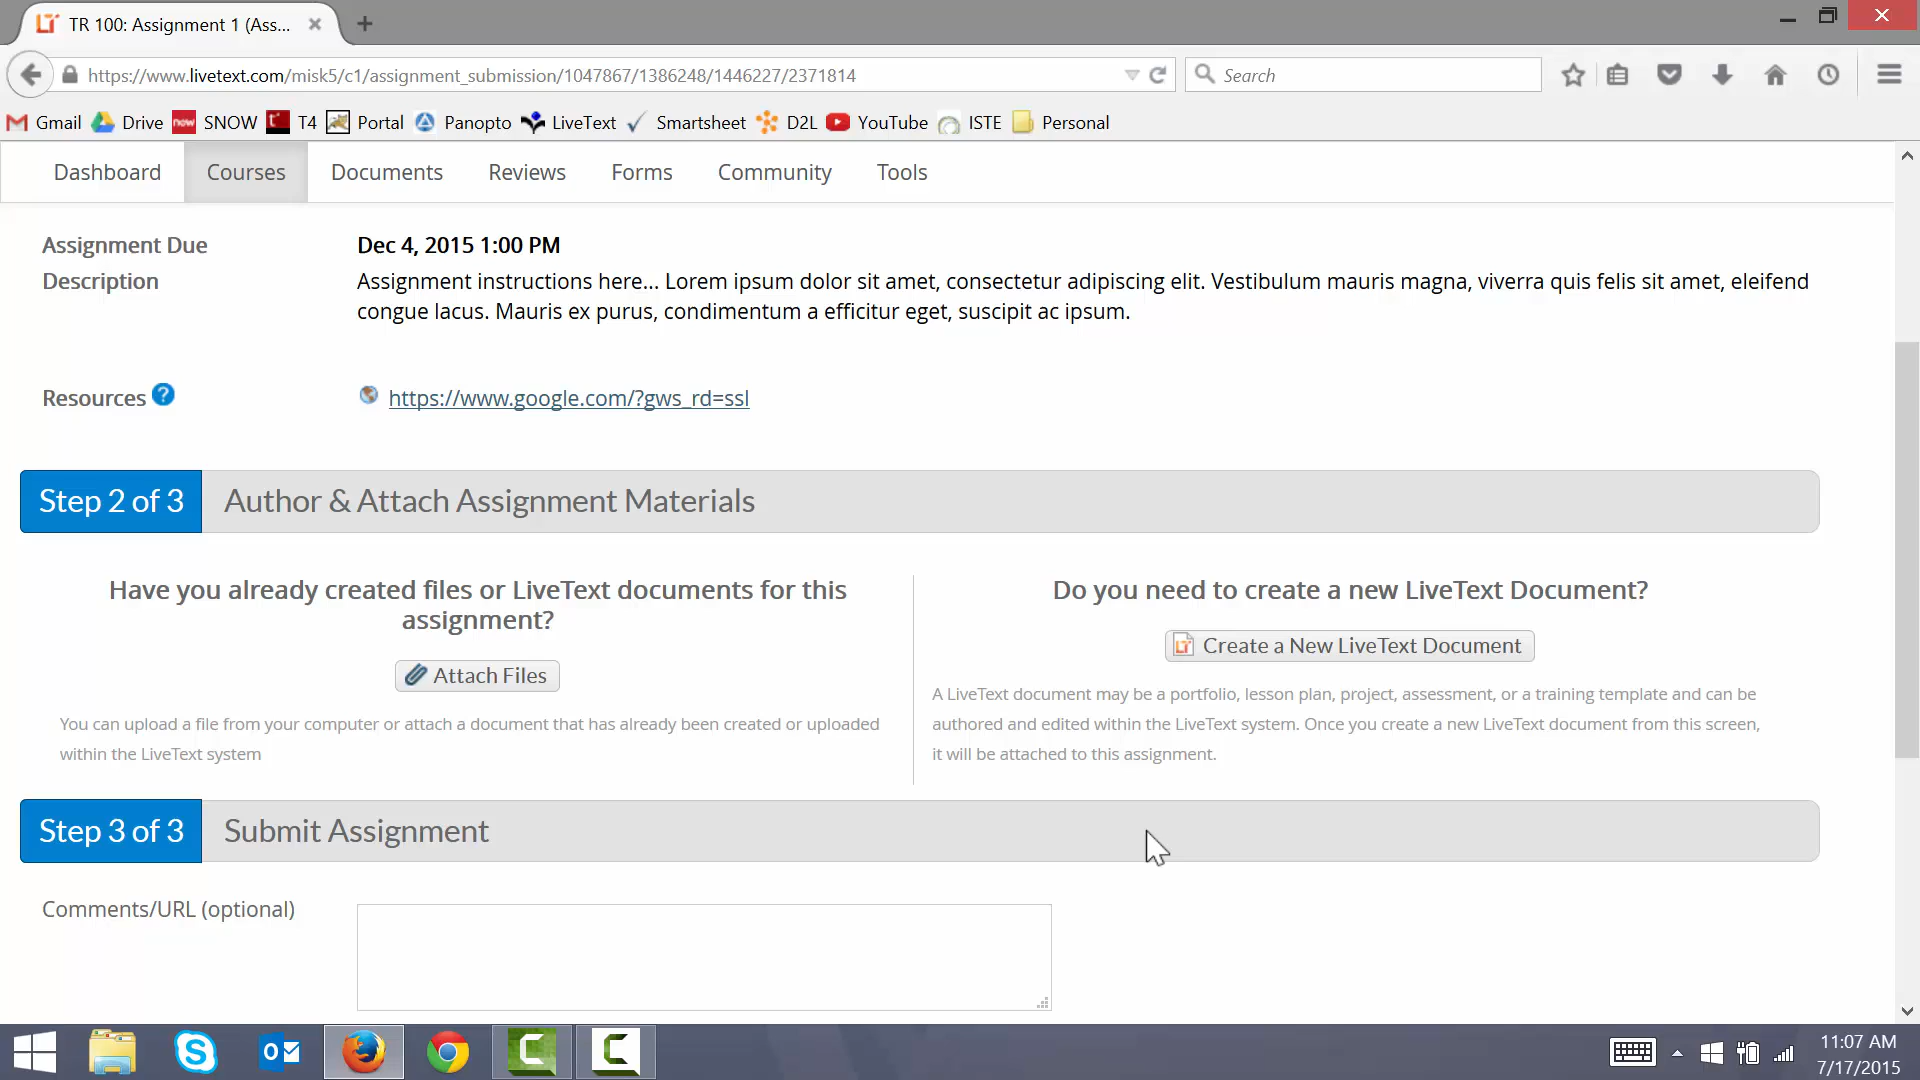 TR 100: Assignment 1 (Ass...
https://www.livetext.com/misk5/c1/assignment_submission/1047867/1386248/1446227/2371814
Search
Gmail Drive now SNOW T4 Portal Panopto LiveText Smartsheet D2L YouTube ISTE Personal
Dashboard Courses Documents Reviews Forms Community Tools
Assignment Due Dec 4, 2015 1:00 PM
Description Assignment instructions here... Lorem ipsum dolor sit amet, consectetur adipiscing elit. Vestibulum mauris magna, viverra quis felis sit amet, eleifend
congue lacus. Mauris ex purus, condimentum a efficitur eget, suscipit ac ipsum.
Resources ? https://www.google.com/?gws_rd=ssl
Step 2 of 3 Author & Attach Assignment Materials
Have you already created files or LiveText documents for this
assignment?
Attach Files
You can upload a file from your computer or attach a document that has already been created or uploaded
within the LiveText system
Do you need to create a new LiveText Document?
Create a New LiveText Document
A LiveText document may be a portfolio, lesson plan, project, assessment, or a training template and can be
authored and edited within the LiveText system. Once you create a new LiveText document from this screen,
it will be attached to this assignment.
Step 3 of 3 Submit Assignment
Comments/URL (optional)
11:07 AM
7/17/2015